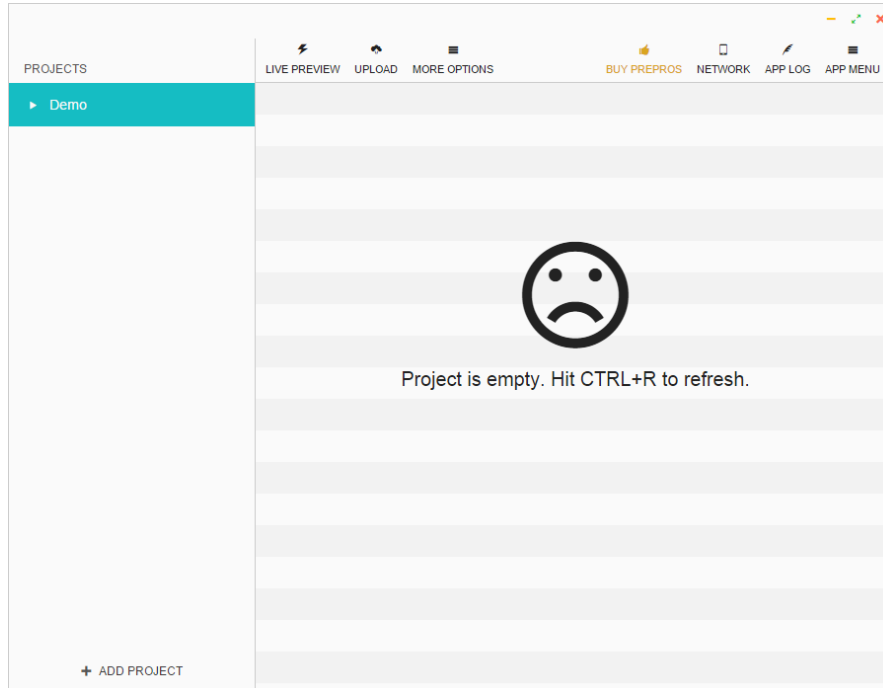 PROJECTS
LIVE PREVIEW
UPLOAD
MORE OPTIONS
BUY PREPROS
NETWORK
APP LOG
APP MENU
Demo
Project is empty. Hit CTRL+R to refresh.
ADD PROJECT